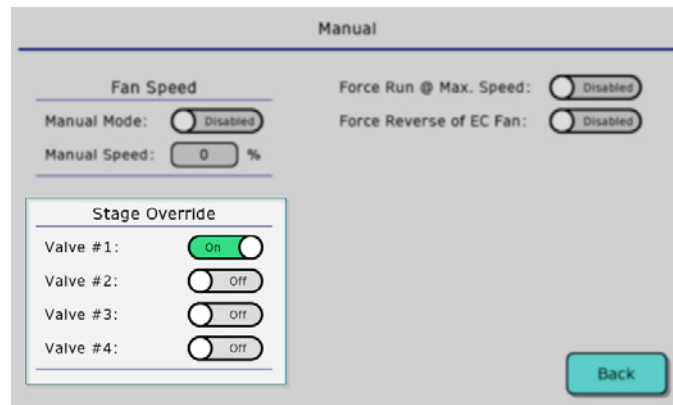 Manual
Fan Speed
Manual Mode: Disabled
Manual Speed: 0 %
Force Run @ Max. Speed: Disabled
Force Reverse of EC Fan: Disabled
Stage Override
Valve #1: On
Valve #2: Off
Valve #3: Off
Valve #4: Off
Back